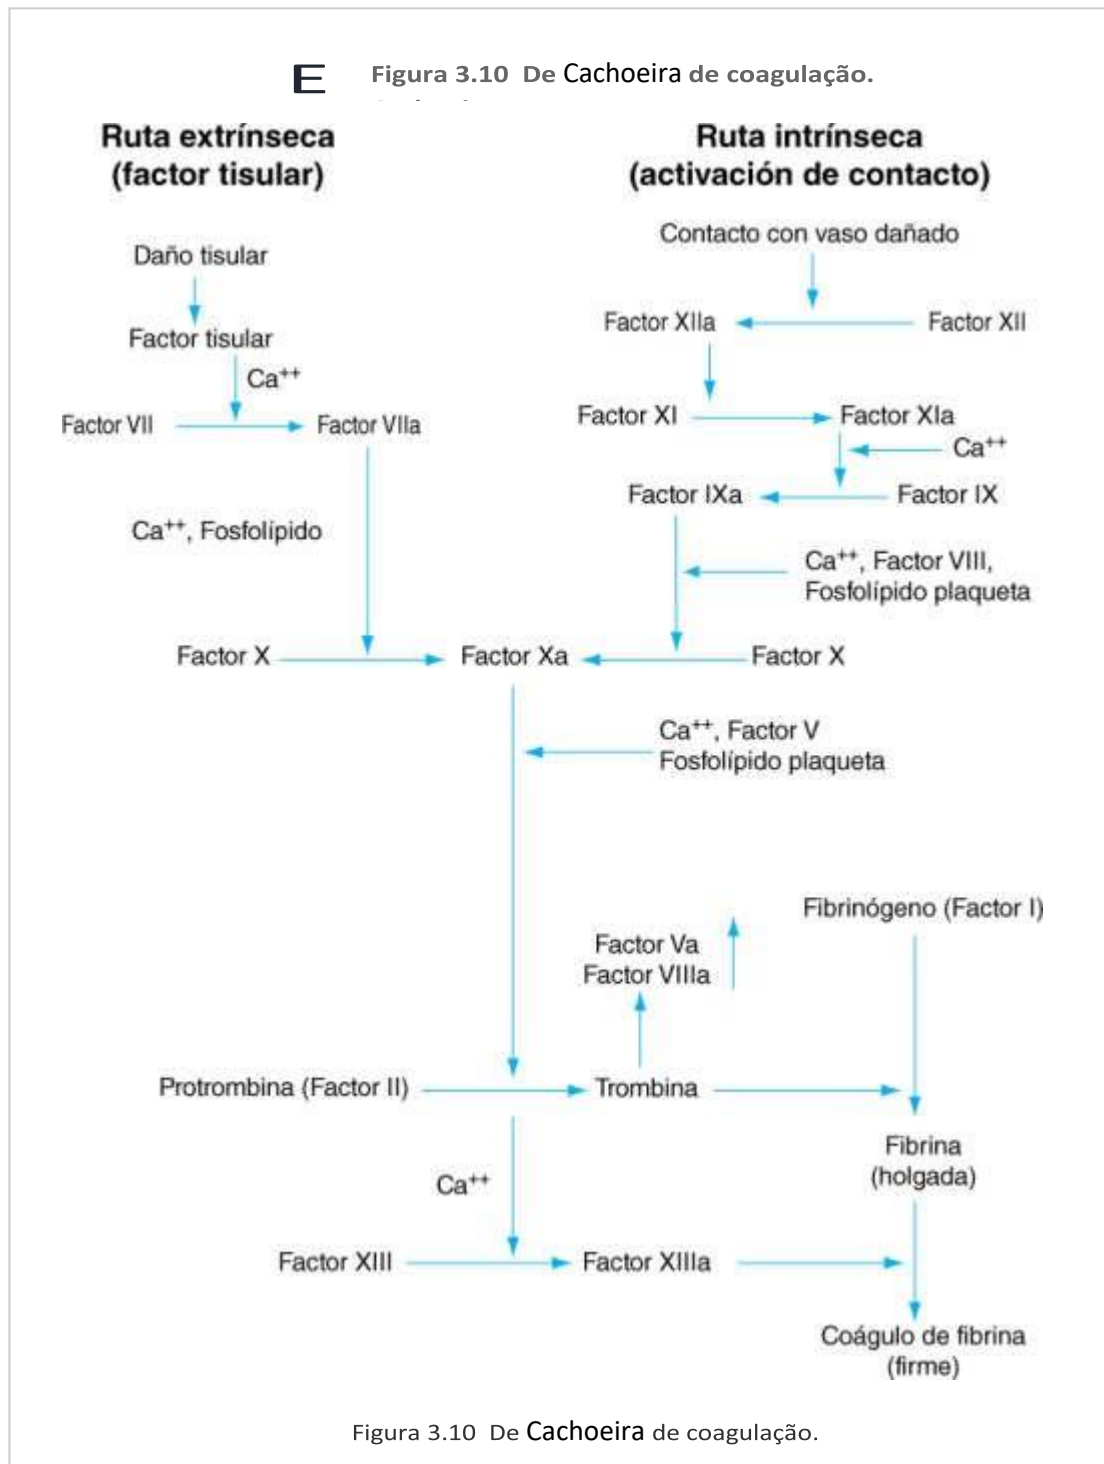 E
Figura 3.10 De Cachoeira de coagulação.
Ruta extrínseca
(factor tisular)
Ruta intrínseca
(activación de contacto)
Contacto con vaso dañado
Daño tisular
Factor XIIa
Factor XII
Factor tisular
Ca⁺⁺
Factor XI
Factor XIa
Factor VII
Factor VIIa
Ca⁺⁺
Factor IXa
Factor IX
Ca⁺⁺, Fosfolípido
Ca⁺⁺, Factor VIII,
Fosfolípido plaqueta
Factor X
Factor Xa
Factor X
Ca⁺⁺, Factor V
Fosfolípido plaqueta
Fibrinógeno (Factor I)
Factor Va
Factor VIIIa
Protrombina (Factor II)
Trombina
Fibrina
(holgada)
Ca⁺⁺
Factor XIII
Factor XIIIa
Coágulo de fibrina
(firme)
Figura 3.10 De Cachoeira de coagulação.